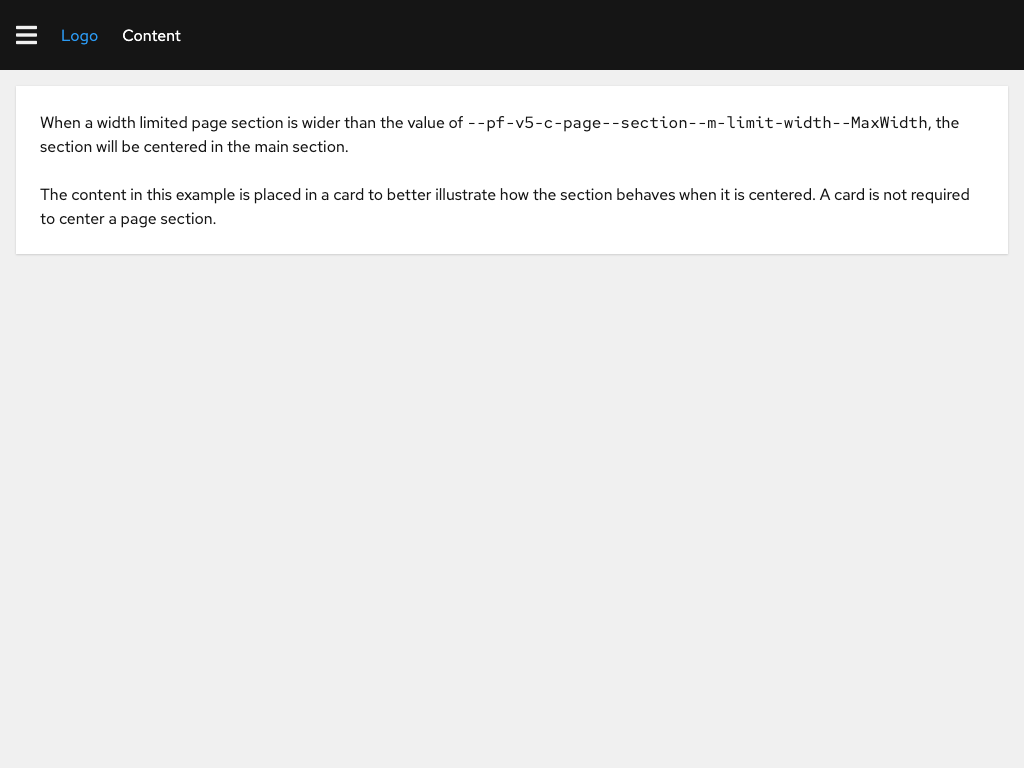 Logo Content
When a width limited page section is wider than the value of --pf-v5-c-page--section--m-limit-width--MaxWidth, the
section will be centered in the main section.
The content in this example is placed in a card to better illustrate how the section behaves when it is centered. A card is not required
to center a page section.